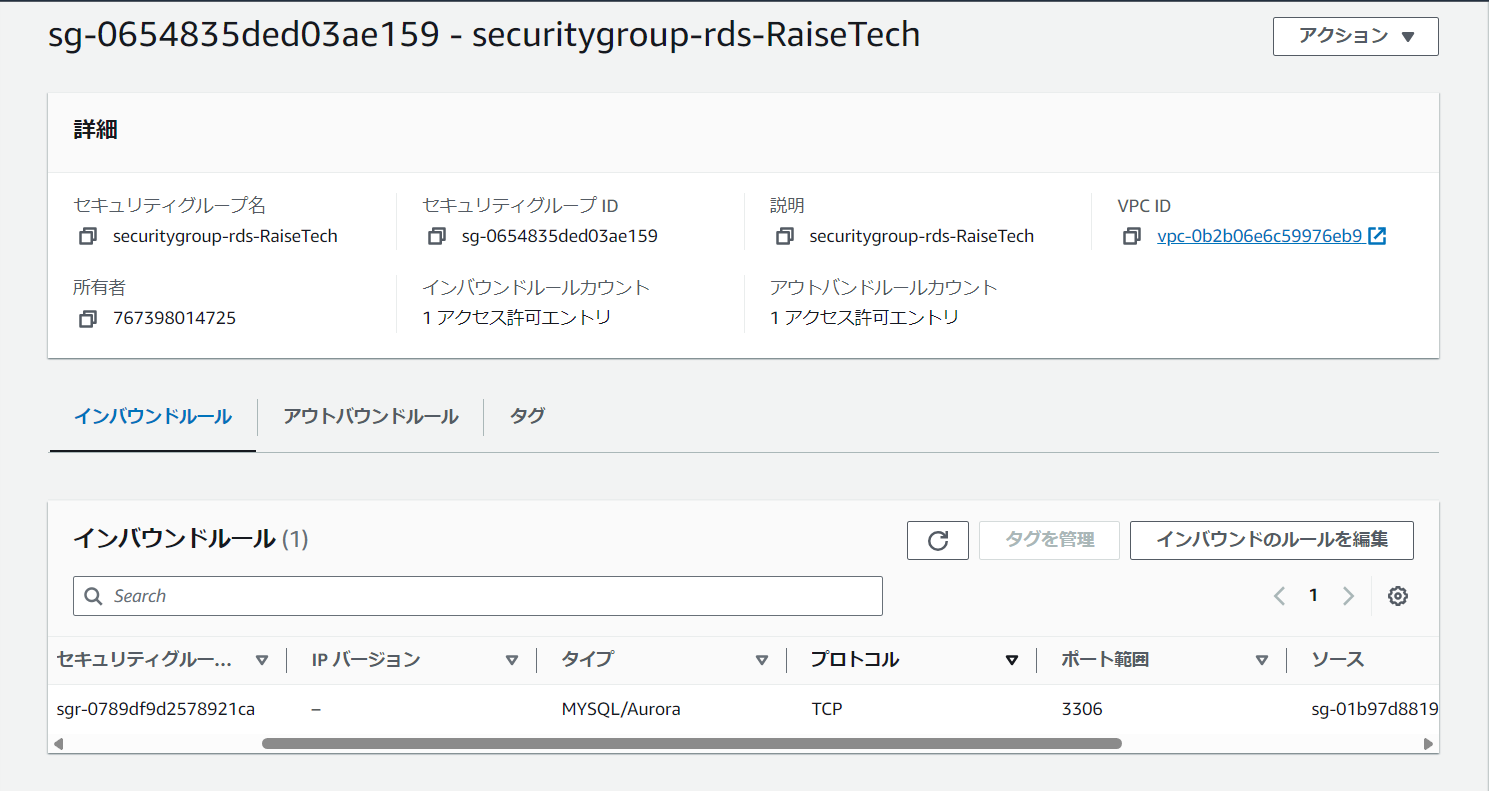 sg-0654835ded03ae159 - securitygroup-rds-RaiseTech
アクション
詳細
セキュリティグループ名
securitygroup-rds-RaiseTech
セキュリティグループ ID
sg-0654835ded03ae159
説明
securitygroup-rds-RaiseTech
VPC ID
vpc-0b2b06e6c59976eb9
所有者
767398014725
インバウンドルールカウント
1 アクセス許可エントリ
アウトバンドルールカウント
1 アクセス許可エントリ
インバウンドルール アウトバウンドルール タグ
インバウンドルール (1)
タグを管理
インバウンドのルールを編集
Search
1
セキュリティグルー... IP バージョン タイプ プロトコル ポート範囲 ソース
sgr-0789df9d2578921ca – MYSQL/Aurora TCP 3306 sg-01b97d8819